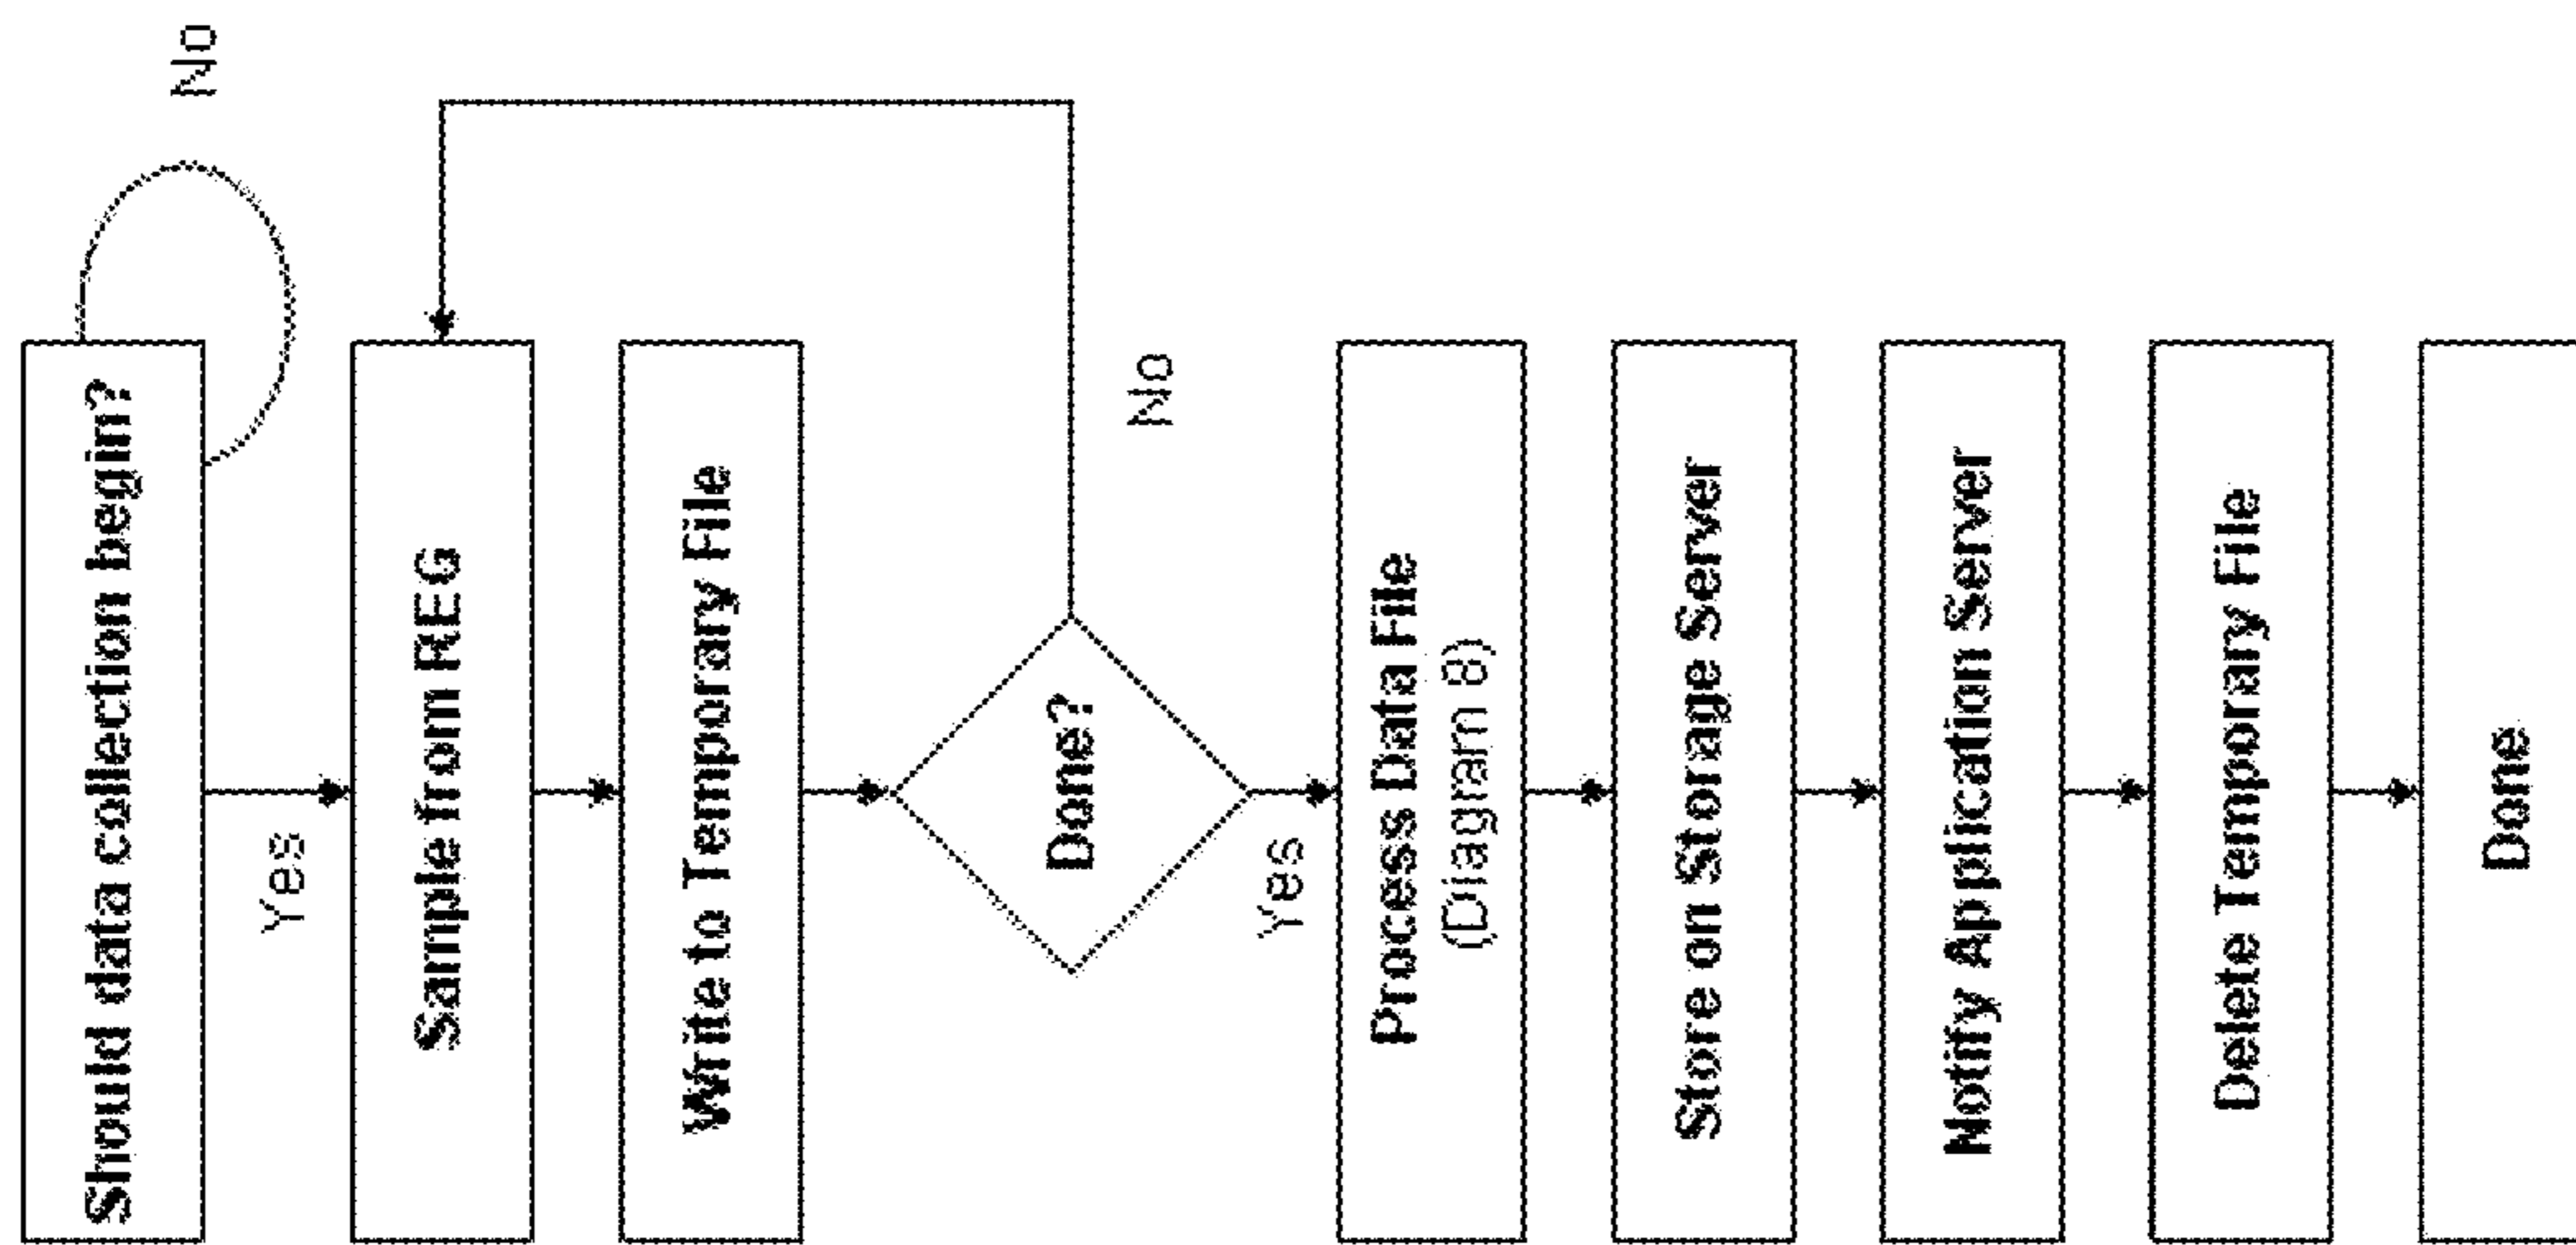 Should data collection begin?
No
Yes
Sample from REG
Write to Temporary File
Done?
No
Yes
Process Data File
(Diagram 8)
Store on Storage Server
Notify Application Server
Delete Temporary File
Done